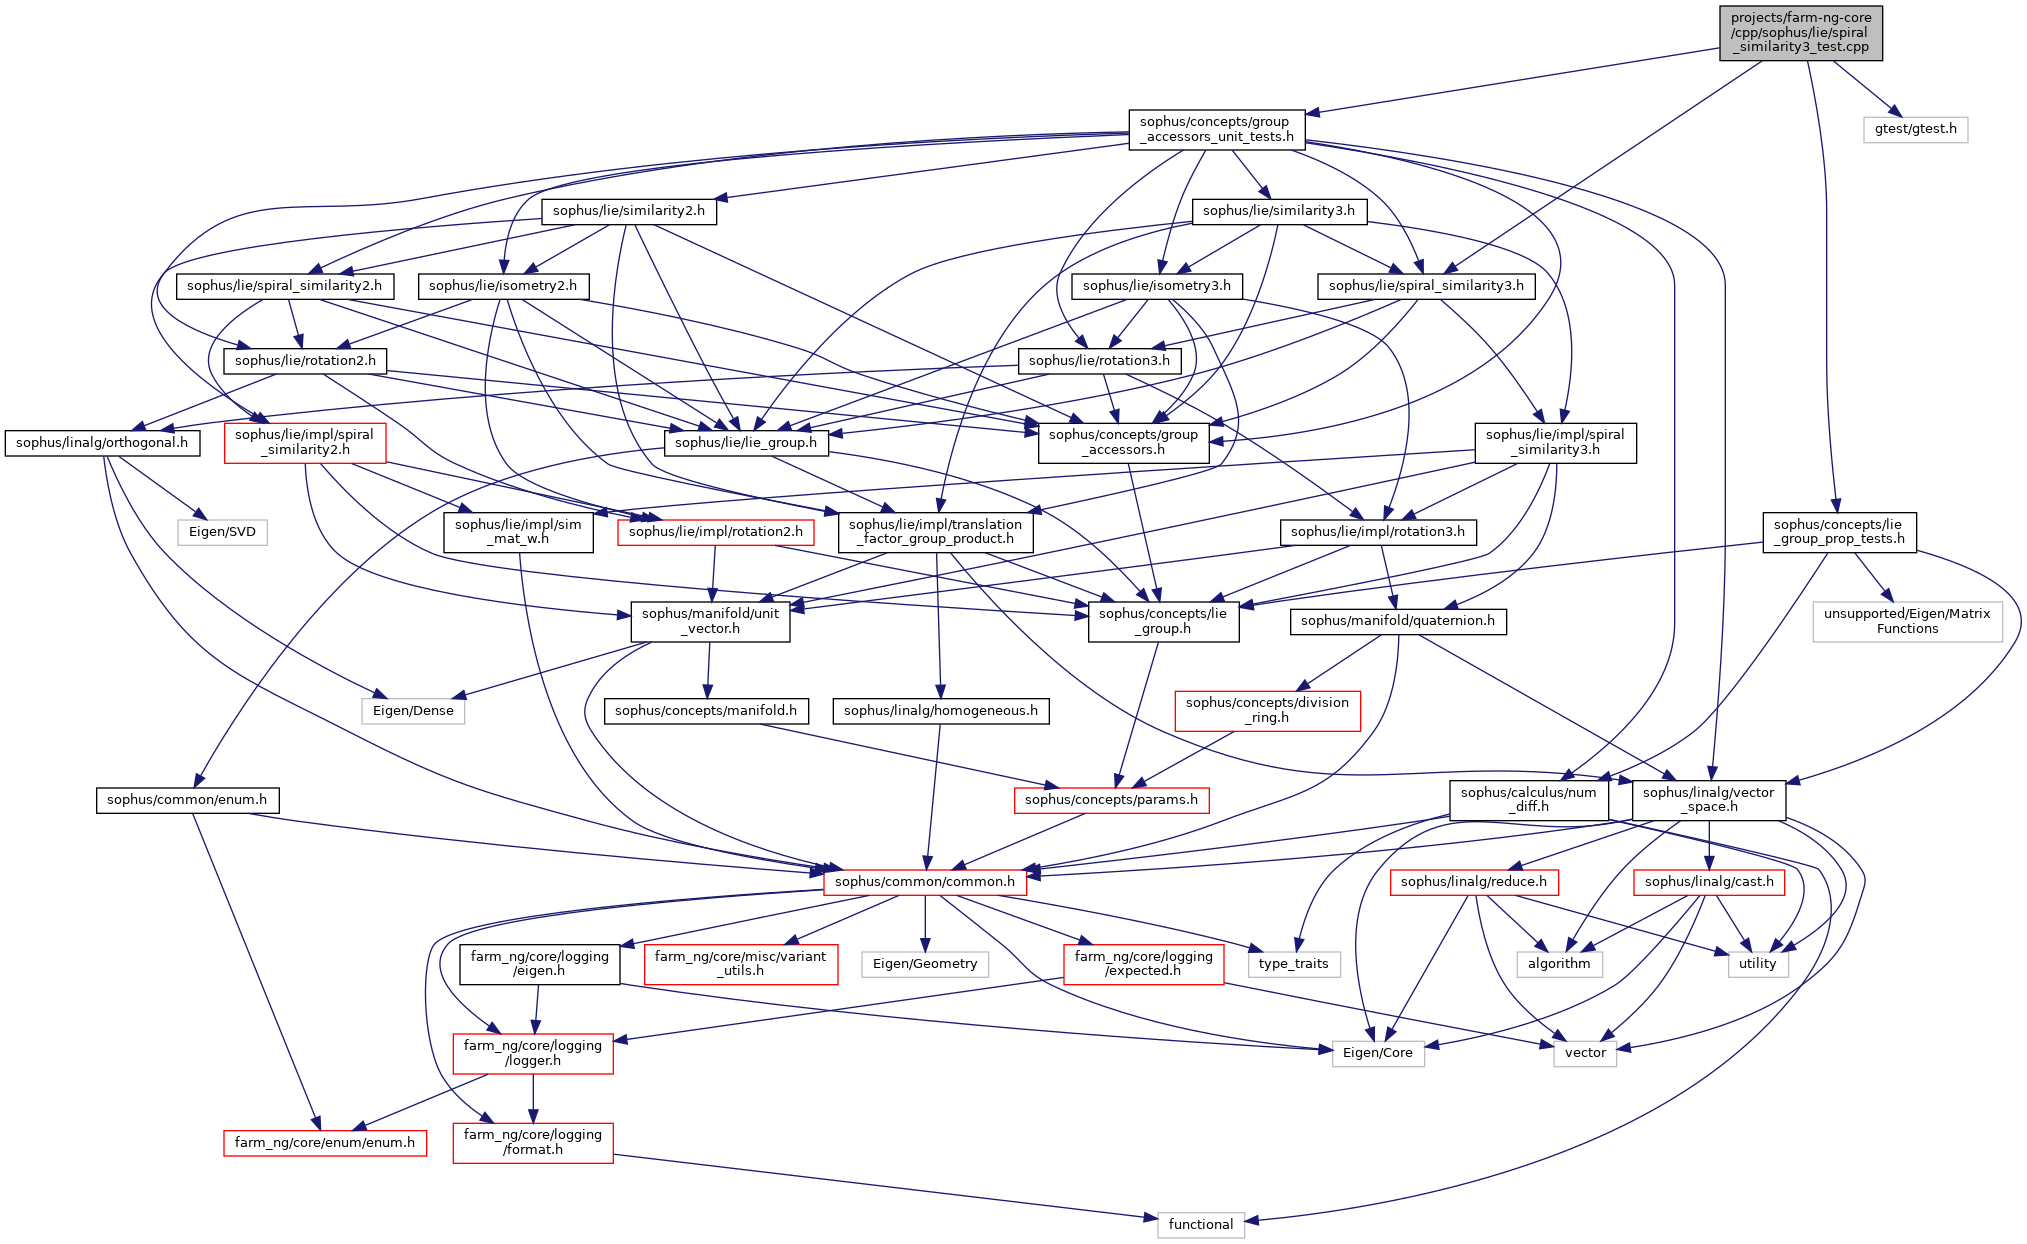 projects/farm-ng-core
/cpp/sophus/lie/spiral
_similarity3_test.cpp
sophus/concepts/group
_accessors_unit_tests.h
gtest/gtest.h
sophus/lie/similarity2.h
sophus/lie/similarity3.h
sophus/lie/spiral_similarity2.h
sophus/lie/isometry2.h
sophus/lie/isometry3.h
sophus/lie/spiral_similarity3.h
sophus/lie/rotation2.h
sophus/lie/rotation3.h
sophus/linalg/orthogonal.h
sophus/lie/impl/spiral
_similarity2.h
sophus/lie/lie_group.h
sophus/concepts/group
_accessors.h
sophus/lie/impl/spiral
_similarity3.h
Eigen/SVD
sophus/lie/impl/sim
_mat_w.h
sophus/lie/impl/rotation2.h
sophus/lie/impl/translation
_factor_group_product.h
sophus/lie/impl/rotation3.h
sophus/concepts/lie
_group_prop_tests.h
sophus/manifold/unit
_vector.h
sophus/concepts/lie
_group.h
sophus/manifold/quaternion.h
unsupported/Eigen/Matrix
Functions
Eigen/Dense
sophus/concepts/manifold.h
sophus/linalg/homogeneous.h
sophus/concepts/division
_ring.h
sophus/common/enum.h
sophus/concepts/params.h
sophus/calculus/num
_diff.h
sophus/linalg/vector
_space.h
sophus/common/common.h
sophus/linalg/reduce.h
sophus/linalg/cast.h
farm_ng/core/logging
/eigen.h
farm_ng/core/misc/variant
_utils.h
Eigen/Geometry
farm_ng/core/logging
/expected.h
type_traits
algorithm
utility
farm_ng/core/logging
/logger.h
Eigen/Core
vector
farm_ng/core/enum/enum.h
farm_ng/core/logging
/format.h
functional